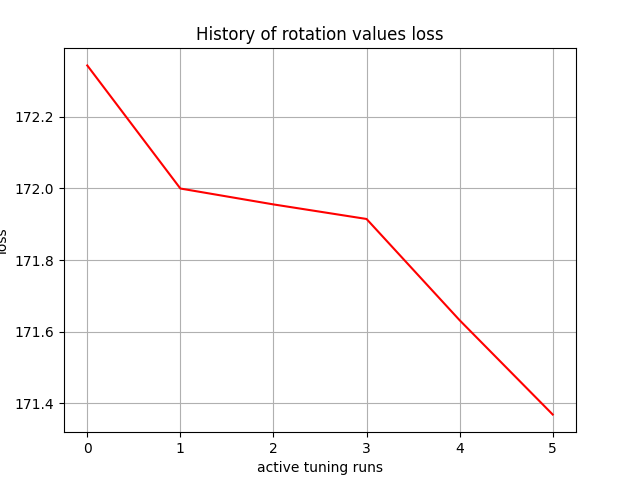 History of rotation values loss
172.2
172.0
171.8
171.6
171.4
loss
0 1 2 3 4 5
active tuning runs